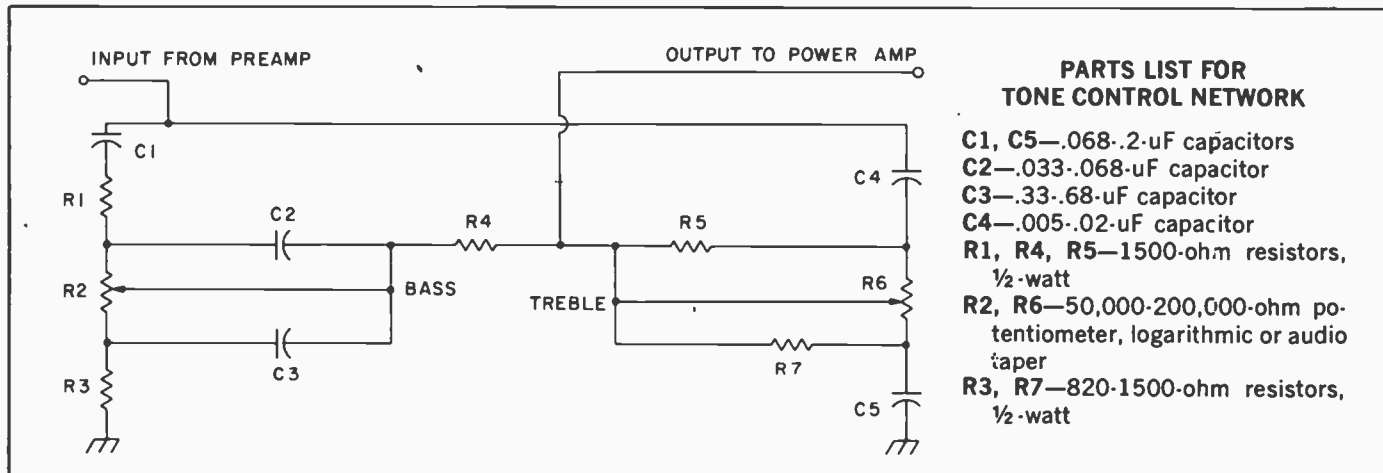 INPUT FROM PREAMP
OUTPUT TO POWER AMP
C1
R1
C2
R4
R5
C4
R2
BASS
TREBLE
R6
C3
R7
R3
C5
PARTS LIST FOR
TONE CONTROL NETWORK
C1, C5—.068-.2-uF capacitors
C2—.033-.068-uF capacitor
C3—.33-.68-uF capacitor
C4—.005-.02-uF capacitor
R1, R4, R5—1500-ohm resistors,
½-watt
R2, R6—50,000-200,000-ohm po-
tentiometer, logarithmic or audio
taper
R3, R7—820-1500-ohm resistors,
½-watt